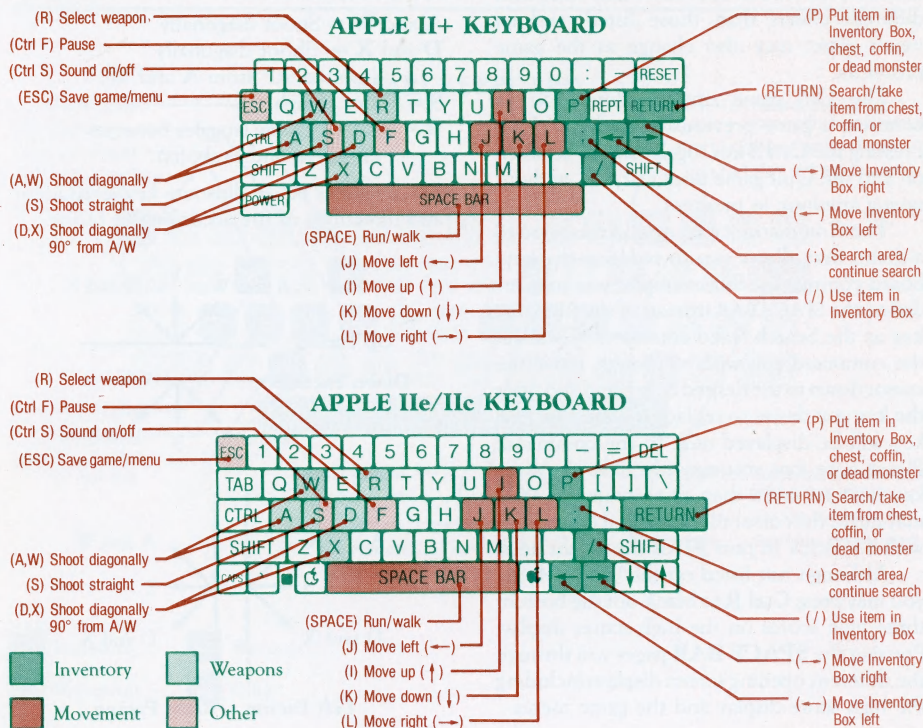 APPLE II+ KEYBOARD
(R) Select weapon
(Ctrl F) Pause
(Ctrl S) Sound on/off
(ESC) Save game/menu
(A,W) Shoot diagonally
(S) Shoot straight
(D,X) Shoot diagonally
90° from A/W
1 2 3 4 5 6 7 8 9 0 : - RESET
ESC Q W E R T Y U I O P REPT RETURN
CTRL A S D F G H J K L ; ← →
SHIFT Z X C V B N M , . / SHIFT
POWER SPACE BAR
(SPACE) Run/walk
(J) Move left (←)
(I) Move up (↑)
(K) Move down (↓)
(L) Move right (→)
(P) Put item in
Inventory Box,
chest, coffin,
or dead monster
(RETURN) Search/take
item from chest,
coffin, or
dead monster
(→) Move Inventory
Box right
(←) Move Inventory
Box left
(;) Search area/
continue search
(/) Use item in
Inventory Box
APPLE IIe/IIc KEYBOARD
(R) Select weapon
(Ctrl F) Pause
(Ctrl S) Sound on/off
(ESC) Save game/menu
(A,W) Shoot diagonally
(S) Shoot straight
(D,X) Shoot diagonally
90° from A/W
ESC 1 2 3 4 5 6 7 8 9 0 - = DEL
TAB Q W E R T Y U I O P [ ] \
CTRL A S D F G H J K L ; ' RETURN
SHIFT Z X C V B N M , . / SHIFT
CAPS ` SPACE BAR ← → ↓ ↑
(SPACE) Run/walk
(J) Move left (←)
(I) Move up (↑)
(K) Move down (↓)
(L) Move right (→)
(P) Put item in
Inventory Box,
chest, coffin,
or dead monster
(RETURN) Search/take
item from chest,
coffin, or
dead monster
(;) Search area/
continue search
(/) Use item in
Inventory Box
(→) Move Inventory
Box right
(←) Move Inventory
Box left
Inventory
Weapons
Movement
Other